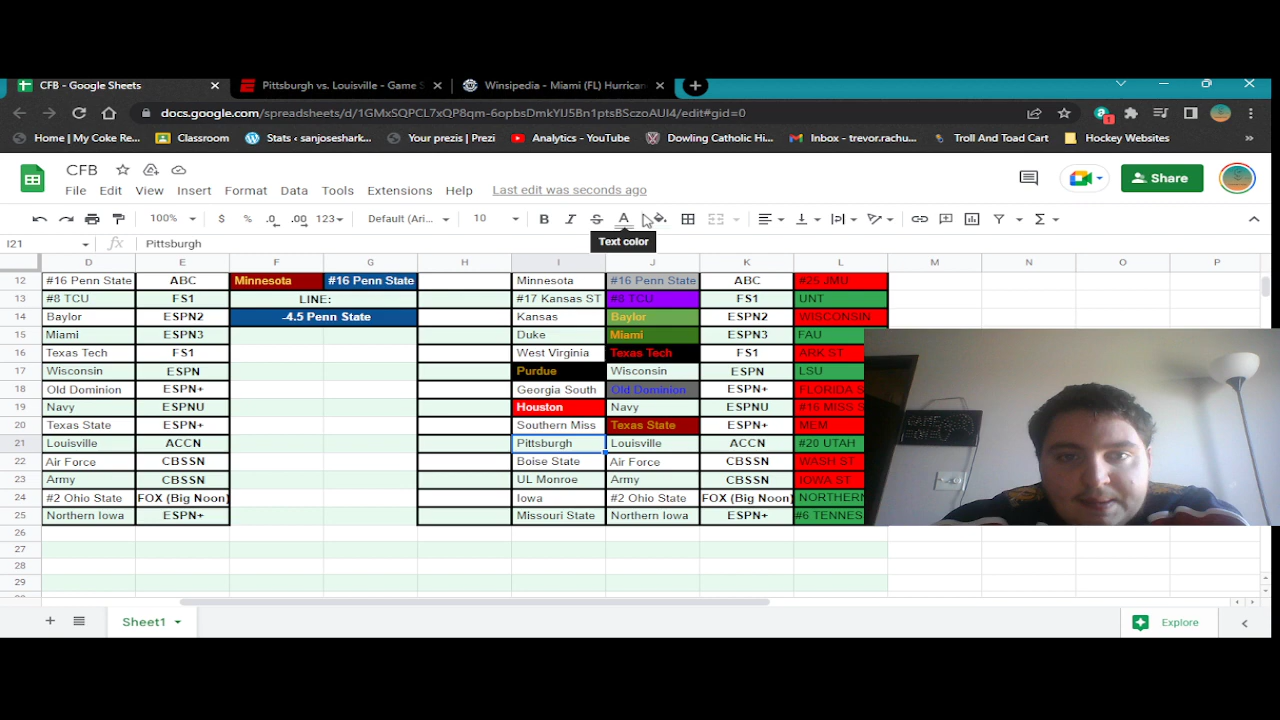 CFB - Google Sheets
Pittsburgh vs. Louisville - Game S
Winsipedia - Miami (FL) Hurrican
docs.google.com/spreadsheets/d/1GMxSQPCL7xQP8qm-6opbsDmkYlJ5Bn1ptsBSczoAUI4/edit#gid=0
Home | My Coke Re... Classroom Stats ‹ sanjoseshark... Your prezis | Prezi Analytics - YouTube Dowling Catholic Hi... Inbox - trevor.rachu... Troll And Toad Cart Hockey Websites »
CFB
File Edit View Insert Format Data Tools Extensions Help Last edit was seconds ago
Share
100% $ % .0 .00 123 Default (Ari... 10 B I S A
Text color
I21 fx Pittsburgh
D E F G H I J K L M N O P
12 #16 Penn State ABC Minnesota #16 Penn State Minnesota #16 Penn State ABC #25 JMU
13 #8 TCU FS1 LINE: #17 Kansas ST #8 TCU FS1 UNT
14 Baylor ESPN2 -4.5 Penn State Kansas Baylor ESPN2 WISCONSIN
15 Miami ESPN3 Duke Miami ESPN3 FAU
16 Texas Tech FS1 West Virginia Texas Tech FS1 ARK ST
17 Wisconsin ESPN Purdue Wisconsin ESPN LSU
18 Old Dominion ESPN+ Georgia South Old Dominion ESPN+ FLORIDA S
19 Navy ESPNU Houston Navy ESPNU #16 MISS S
20 Texas State ESPN+ Southern Miss Texas State ESPN+ MEM
21 Louisville ACCN Pittsburgh Louisville ACCN #20 UTAH
22 Air Force CBSSN Boise State Air Force CBSSN WASH ST
23 Army CBSSN UL Monroe Army CBSSN IOWA ST
24 #2 Ohio State FOX (Big Noon) Iowa #2 Ohio State FOX (Big Noon) NORTHERN
25 Northern Iowa ESPN+ Missouri State Northern Iowa ESPN+ #6 TENNES
26
27
28
29
Sheet1
Explore